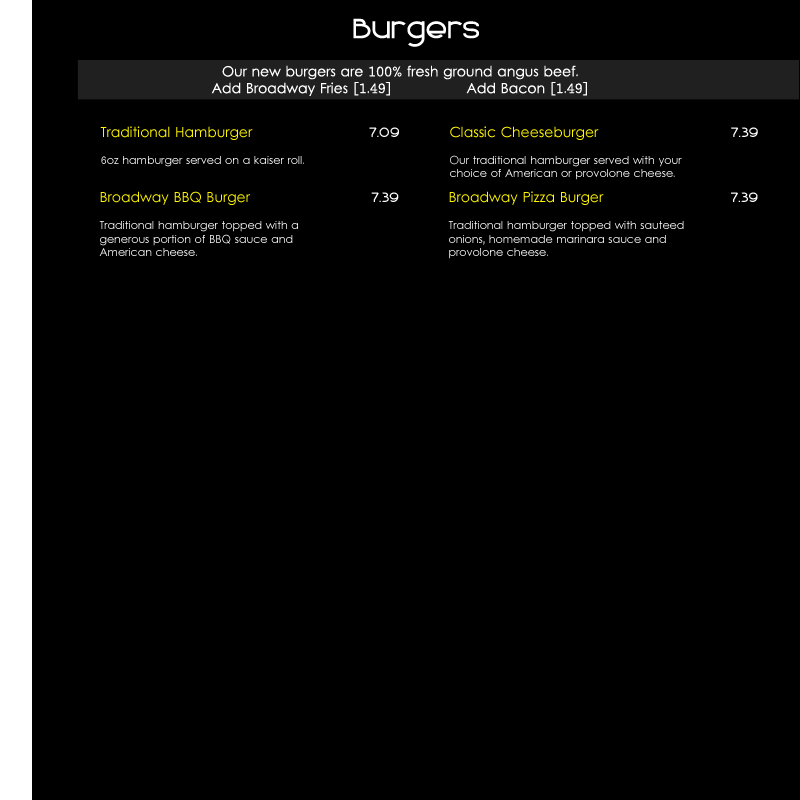 Burgers
Our new burgers are 100% fresh ground angus beef.
Add Broadway Fries [1.49] Add Bacon [1.49]
Traditional Hamburger 7.09
6oz hamburger served on a kaiser roll.
Classic Cheeseburger 7.39
Our traditional hamburger served with your
choice of American or provolone cheese.
Broadway BBQ Burger 7.39
Traditional hamburger topped with a
generous portion of BBQ sauce and
American cheese.
Broadway Pizza Burger 7.39
Traditional hamburger topped with sauteed
onions, homemade marinara sauce and
provolone cheese.